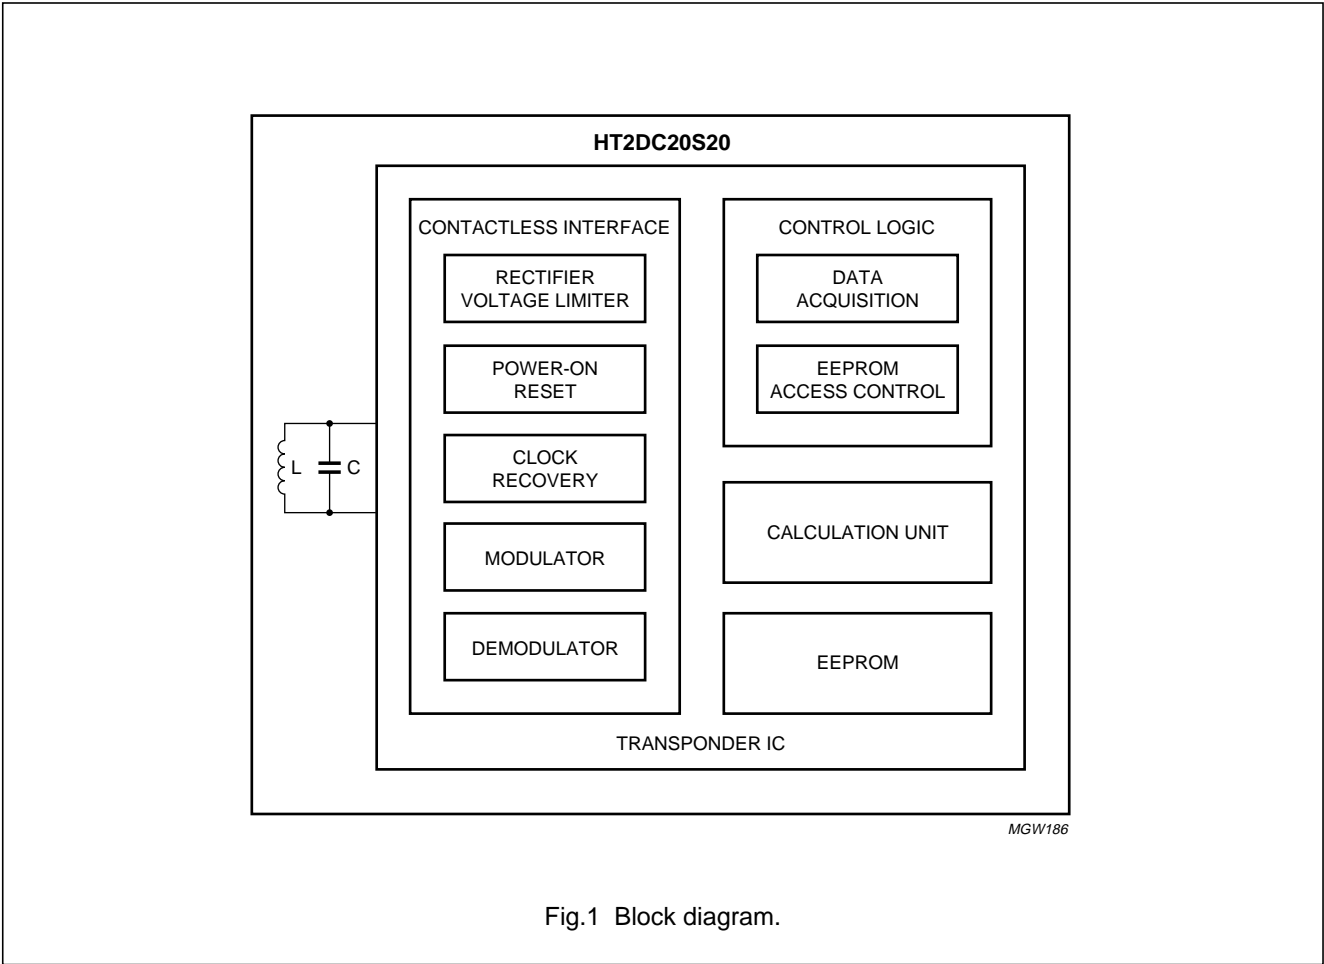 HT2DC20S20
CONTACTLESS INTERFACE
RECTIFIER
VOLTAGE LIMITER
POWER-ON
RESET
CLOCK
RECOVERY
MODULATOR
DEMODULATOR
CONTROL LOGIC
DATA
ACQUISITION
EEPROM
ACCESS CONTROL
CALCULATION UNIT
EEPROM
L
C
TRANSPONDER IC
MGW186
Fig.1 Block diagram.